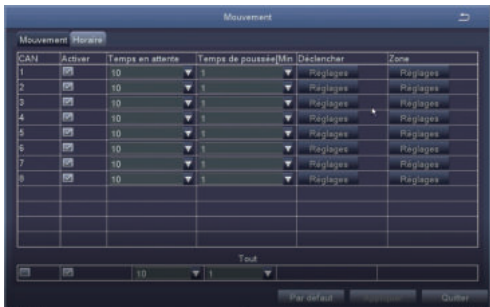 Mouvement
Mouvement Horaire
CAN Activer Temps en attente Temps de poussée[Min Déclencher Zone
1 10 1 Réglages Réglages
2 10 1 Réglages Réglages
3 10 1 Réglages Réglages
4 10 1 Réglages Réglages
5 10 1 Réglages Réglages
6 10 1 Réglages Réglages
7 10 1 Réglages Réglages
8 10 1 Réglages Réglages
Tout
10 1
Par defaut Quitter